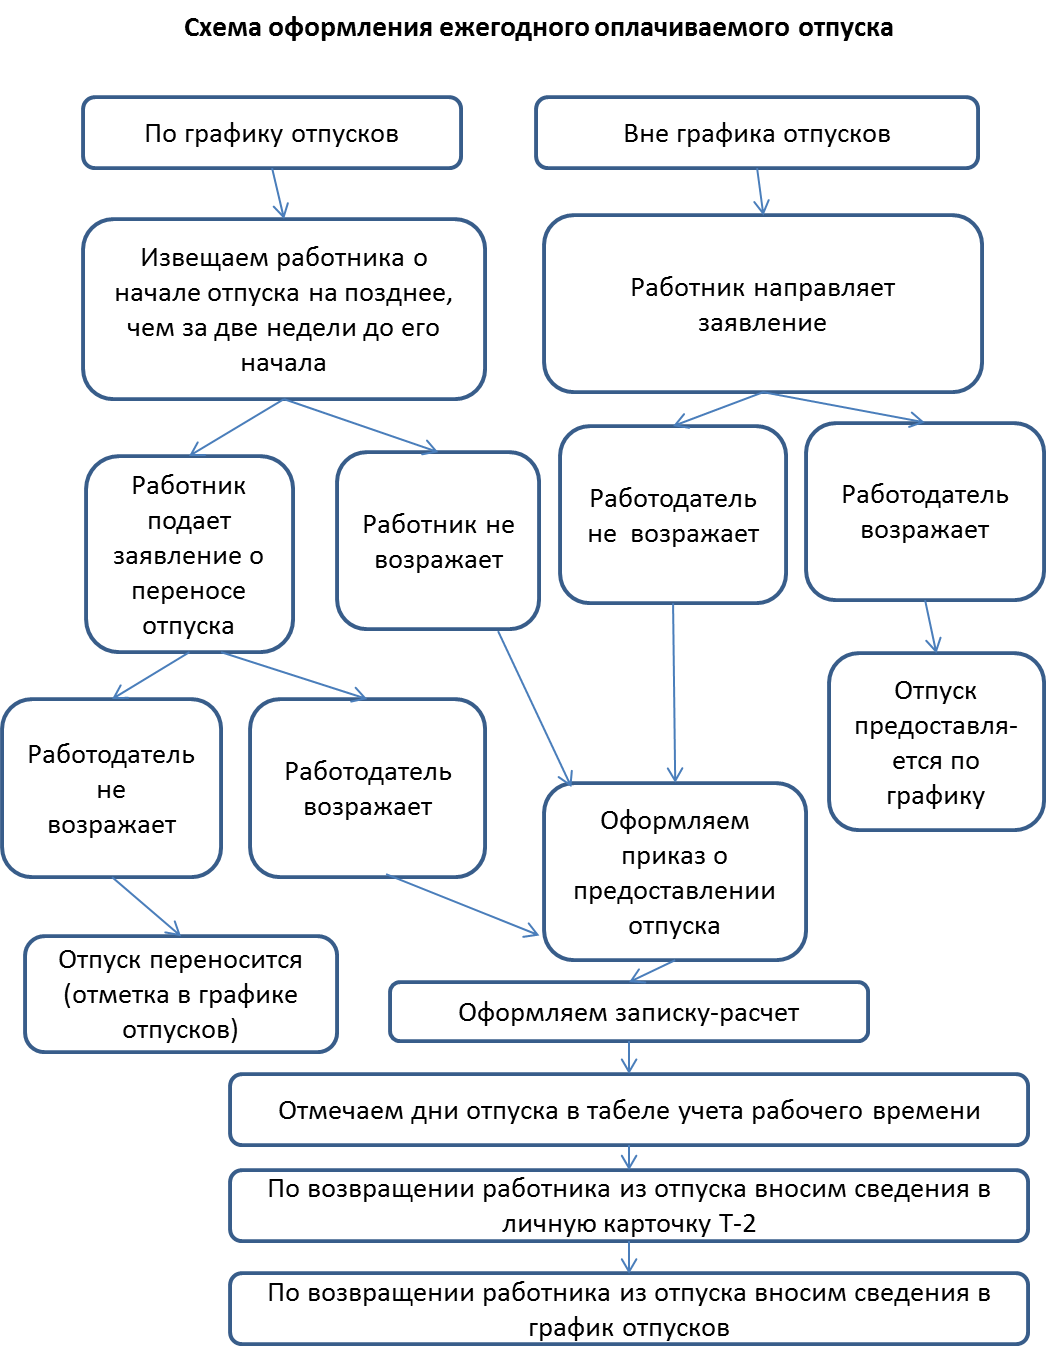 Схема оформления ежегодного оплачиваемого отпуска
По графику отпусков
Вне графика отпусков
Извещаем работника о
начале отпуска на позднее,
чем за две недели до его
начала
Работник направляет
заявление
Работник
подает
заявление о
переносе
отпуска
Работник не
возражает
Работодатель
не возражает
Работодатель
возражает
Работодатель
не
возражает
Работодатель
возражает
Отпуск
предоставля-
ется по
графику
Оформляем
приказ о
предоставлении
отпуска
Отпуск переносится
(отметка в графике
отпусков)
Оформляем записку-расчет
Отмечаем дни отпуска в табеле учета рабочего времени
По возвращении работника из отпуска вносим сведения в
личную карточку Т-2
По возвращении работника из отпуска вносим сведения в
график отпусков